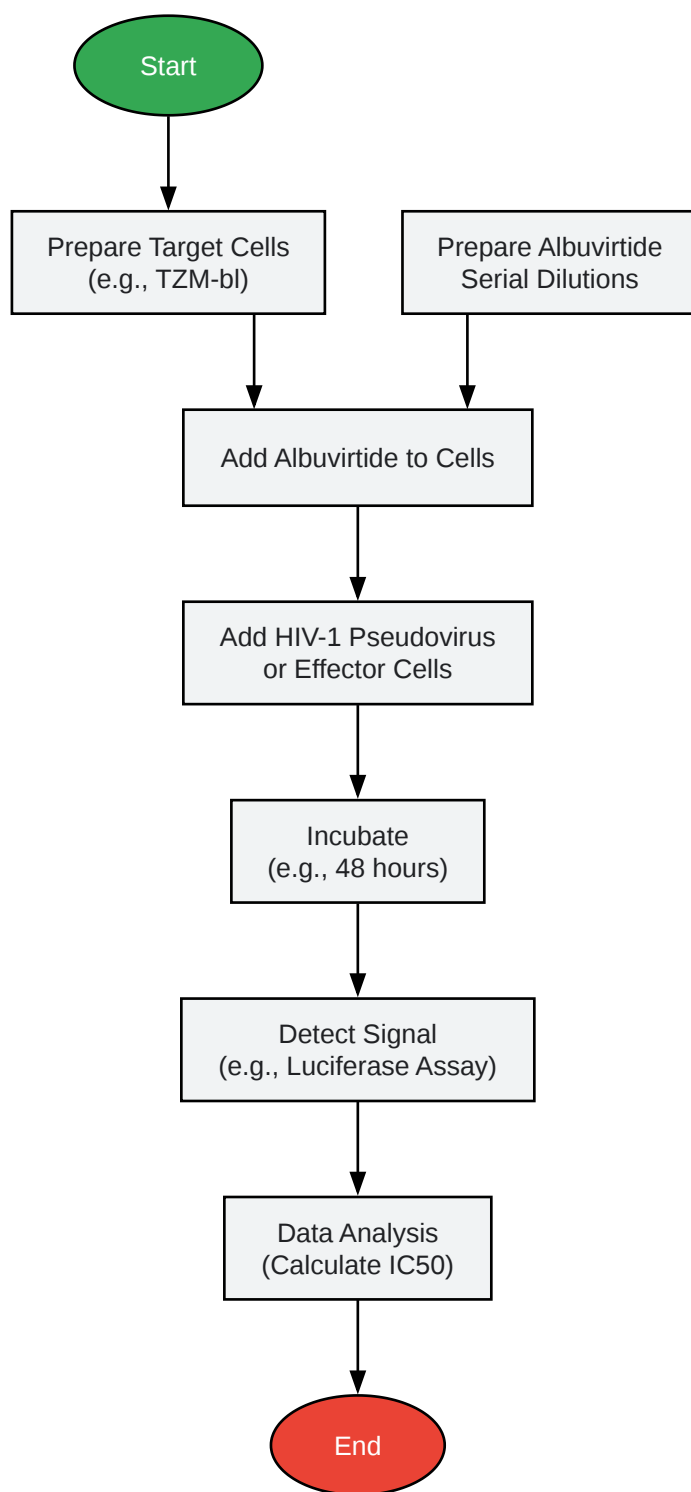 Start
Prepare Target Cells
(e.g., TZM-bl)
Prepare Albuvirtide
Serial Dilutions
Add Albuvirtide to Cells
Add HIV-1 Pseudovirus
or Effector Cells
Incubate
(e.g., 48 hours)
Detect Signal
(e.g., Luciferase Assay)
Data Analysis
(Calculate IC50)
End